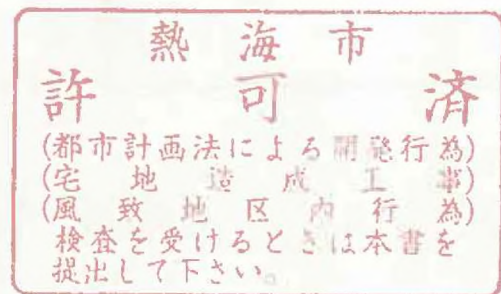 熱海市
許可済
(都市計画法による開発行為)
(宅地造成工事)
(風致地区内行為)
検査を受けるときは本書を
提出して下さい。